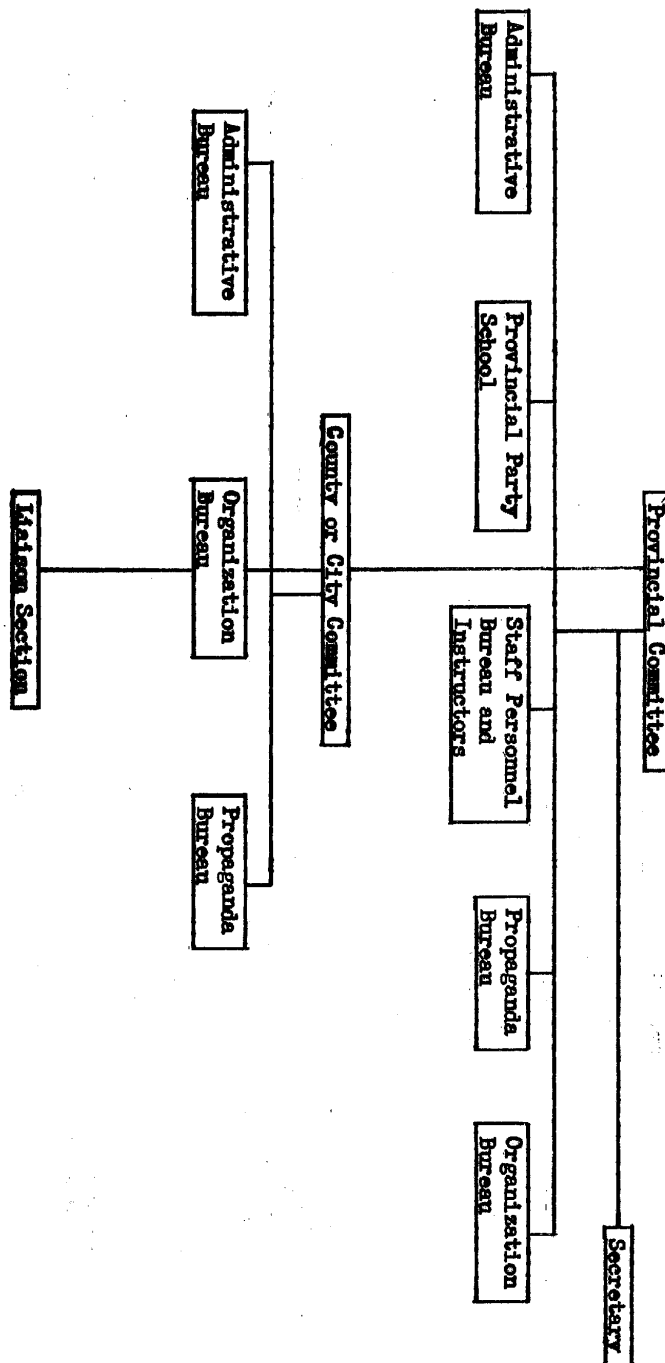 Provincial Committee
Secretary
Administrative
Bureau
Provincial Party
School
Staff Personnel
Bureau and
Instructors
Propaganda
Bureau
Organization
Bureau
County or City Committee
Administrative
Bureau
Organization
Bureau
Propaganda
Bureau
Liaison Section